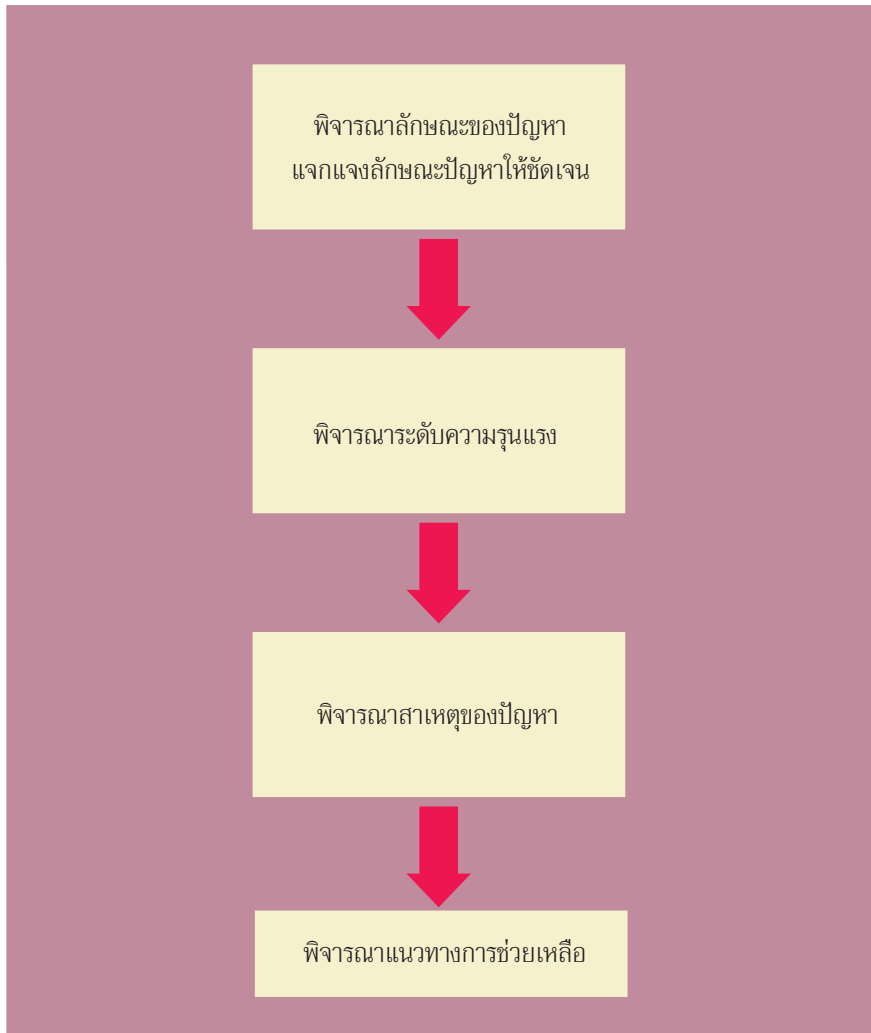 พิจารณาลักษณะของปัญหา
แจกแจงลักษณะปัญหาให้ชัดเจน
พิจารณาระดับความรุนแรง
พิจารณาสาเหตุของปัญหา
พิจารณาแนวทางการช่วยเหลือ